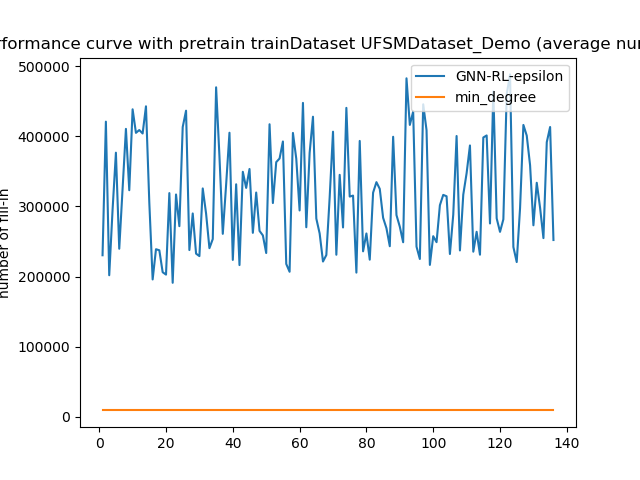 rformance curve with pretrain trainDataset UFSMDataset_Demo (average num
GNN-RL-epsilon
min_degree
number of fill-in
500000
400000
300000
200000
100000
0
0 20 40 60 80 100 120 140